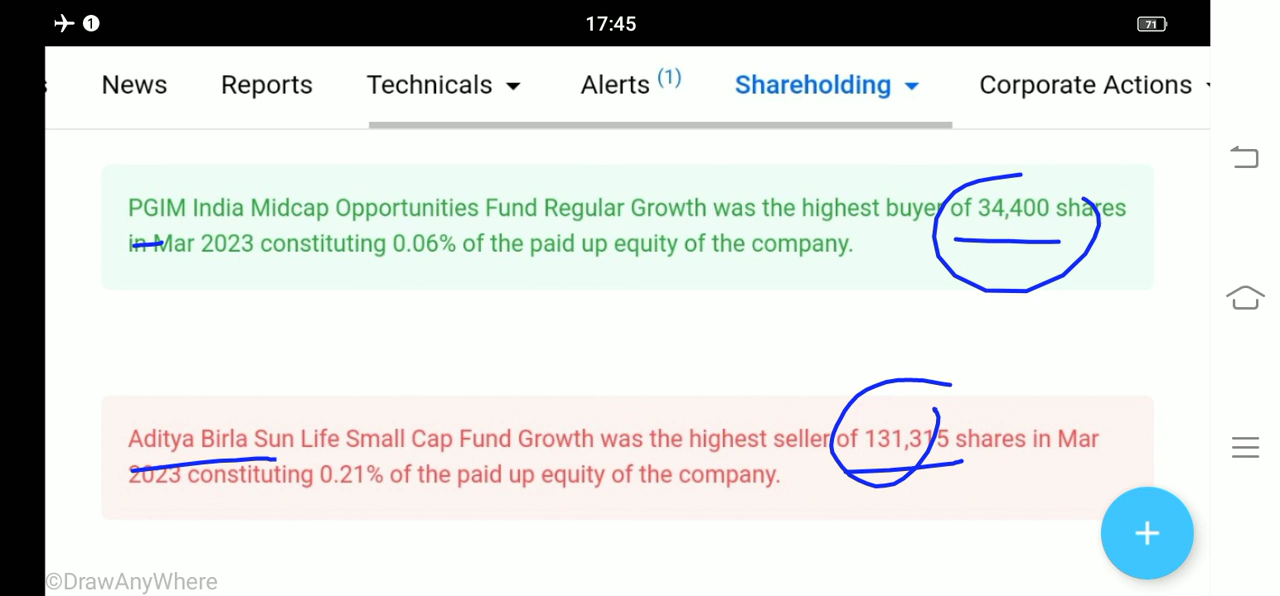 1
17:45
71
s News Reports Technicals Alerts (1) Shareholding Corporate Actions
PGIM India Midcap Opportunities Fund Regular Growth was the highest buyer of 34,400 shares
in Mar 2023 constituting 0.06% of the paid up equity of the company.
Aditya Birla Sun Life Small Cap Fund Growth was the highest seller of 131,315 shares in Mar
2023 constituting 0.21% of the paid up equity of the company.
+
©DrawAnyWhere